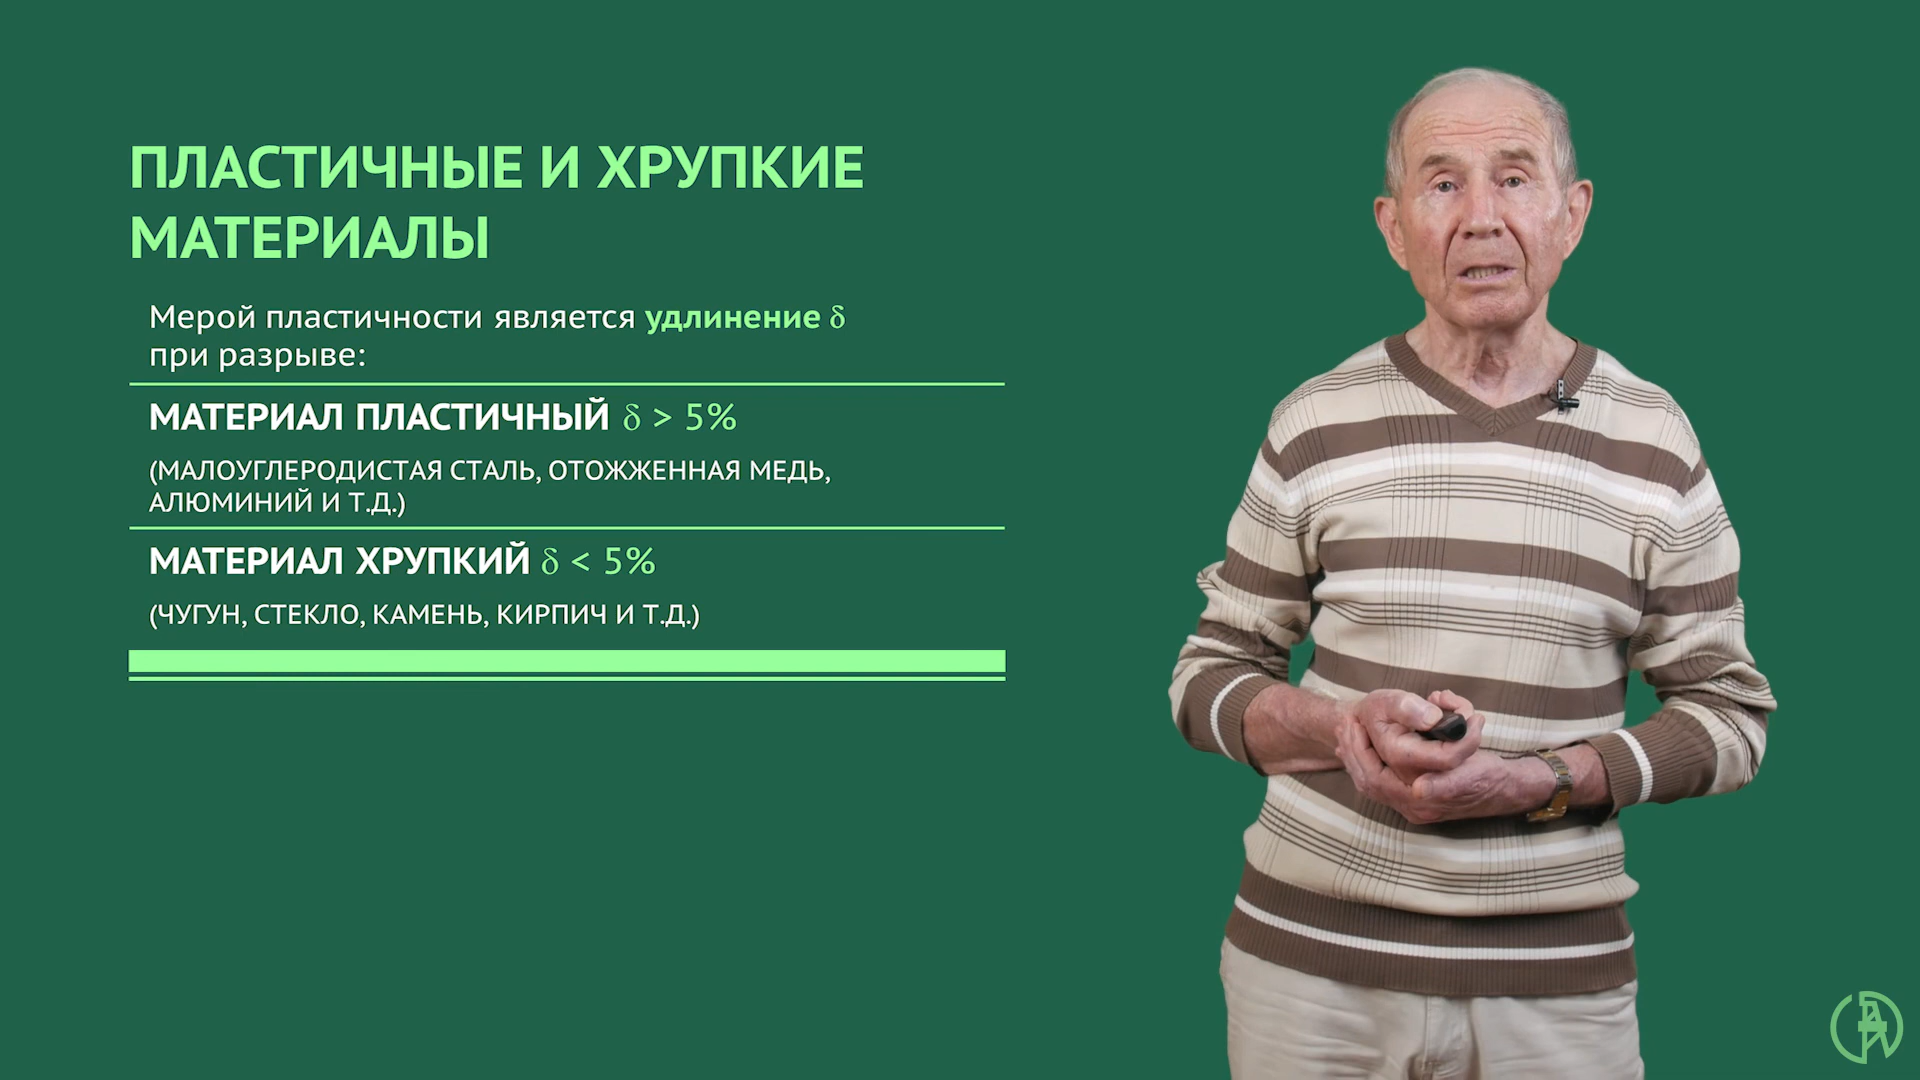 ПЛАСТИЧНЫЕ И ХРУПКИЕ
МАТЕРИАЛЫ
Мерой пластичности является удлинение δ
при разрыве:
МАТЕРИАЛ ПЛАСТИЧНЫЙ δ > 5%
(МАЛОУГЛЕРОДИСТАЯ СТАЛЬ, ОТОЖЖЕННАЯ МЕДЬ,
АЛЮМИНИЙ И Т.Д.)
МАТЕРИАЛ ХРУПКИЙ δ < 5%
(ЧУГУН, СТЕКЛО, КАМЕНЬ, КИРПИЧ И Т.Д.)